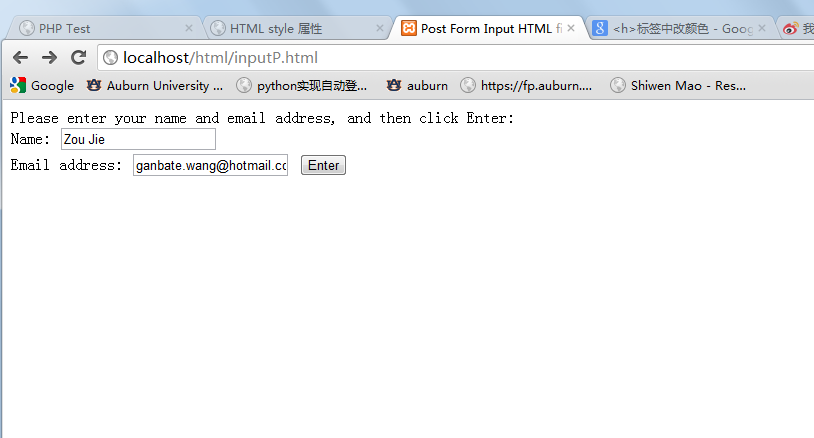 PHP Test
HTML style 属性
Post Form Input HTML fi
<h>标签中改颜色 - Goog
我
localhost/html/inputP.html
Google
Auburn University ...
python实现自动登...
auburn
https://fp.auburn....
Shiwen Mao - Res...
Please enter your name and email address, and then click Enter:
Name: Zou Jie
Email address: ganbate.wang@hotmail.co Enter